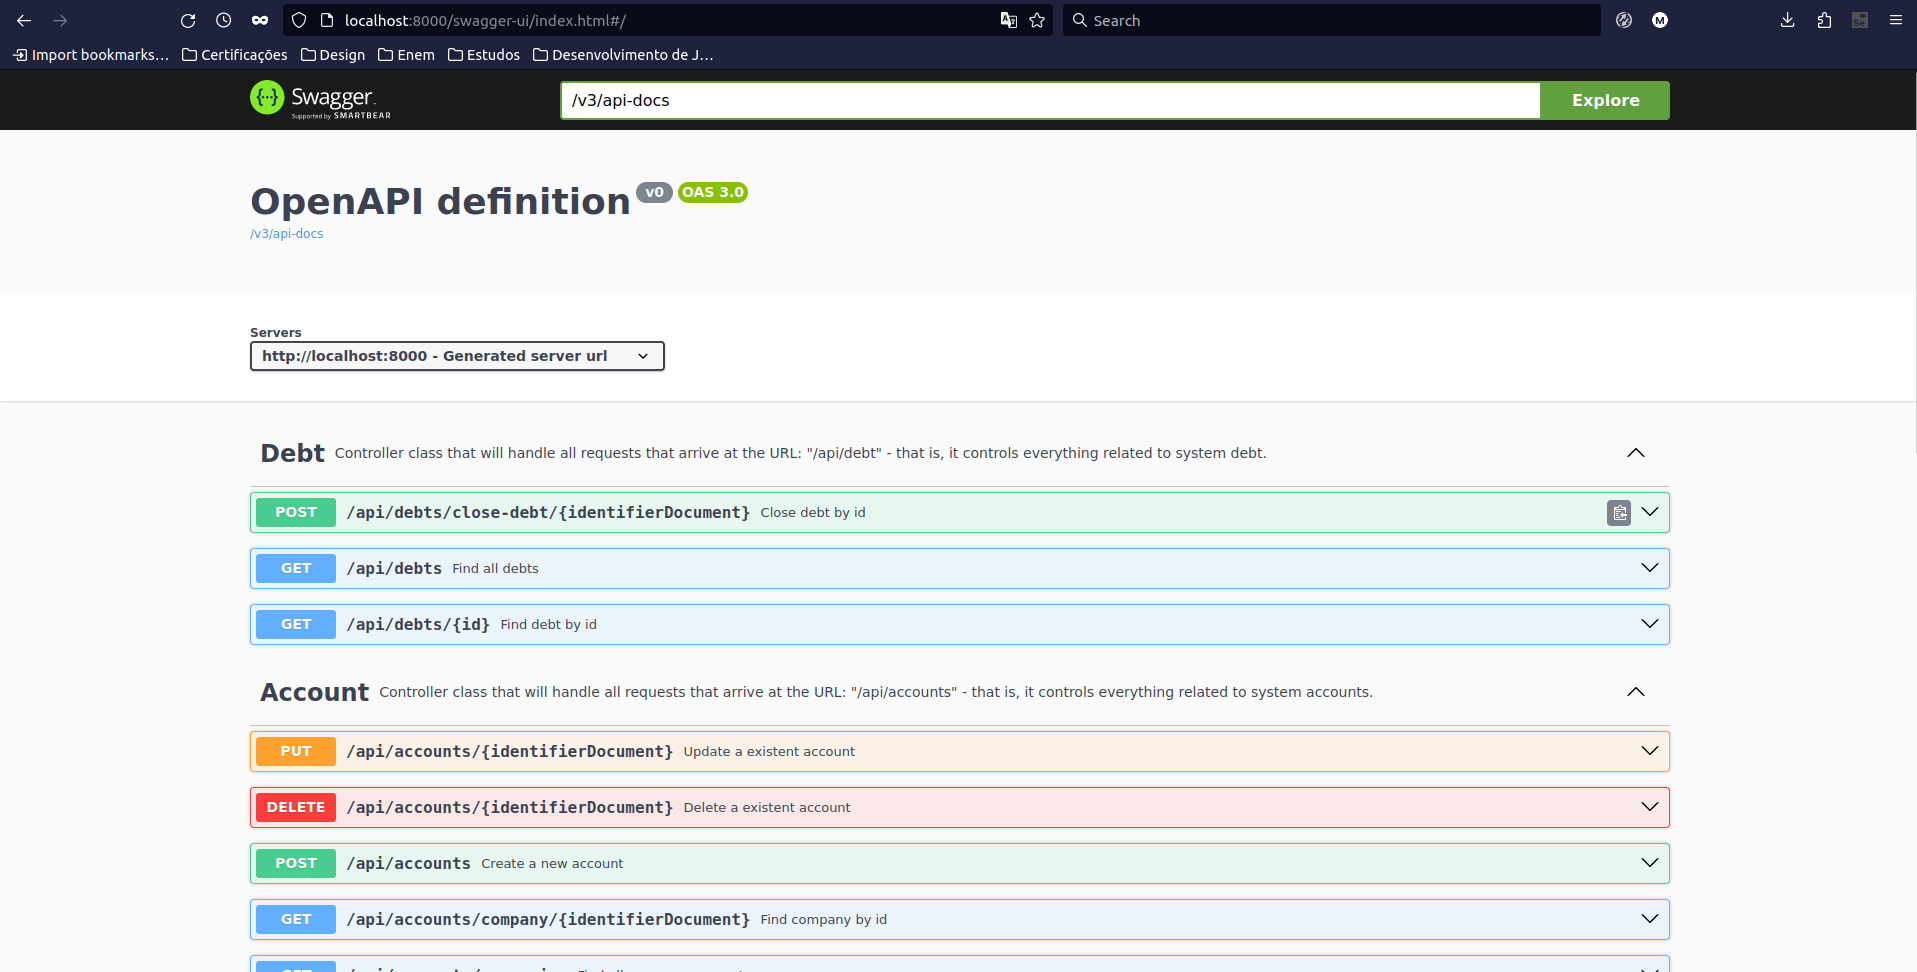 localhost:8000/swagger-ui/index.html#/
Search
M
Se
Import bookmarks...
Certificações
Design
Enem
Estudos
Desenvolvimento de J...
{···} Swagger.
Supported by SMARTBEAR
/v3/api-docs
Explore
OpenAPI definition v0 OAS 3.0
/v3/api-docs
Servers
http://localhost:8000 - Generated server url
Debt Controller class that will handle all requests that arrive at the URL: "/api/debt" - that is, it controls everything related to system debt.
POST /api/debts/close-debt/{identifierDocument} Close debt by id
GET /api/debts Find all debts
GET /api/debts/{id} Find debt by id
Account Controller class that will handle all requests that arrive at the URL: "/api/accounts" - that is, it controls everything related to system accounts.
PUT /api/accounts/{identifierDocument} Update a existent account
DELETE /api/accounts/{identifierDocument} Delete a existent account
POST /api/accounts Create a new account
GET /api/accounts/company/{identifierDocument} Find company by id
GET